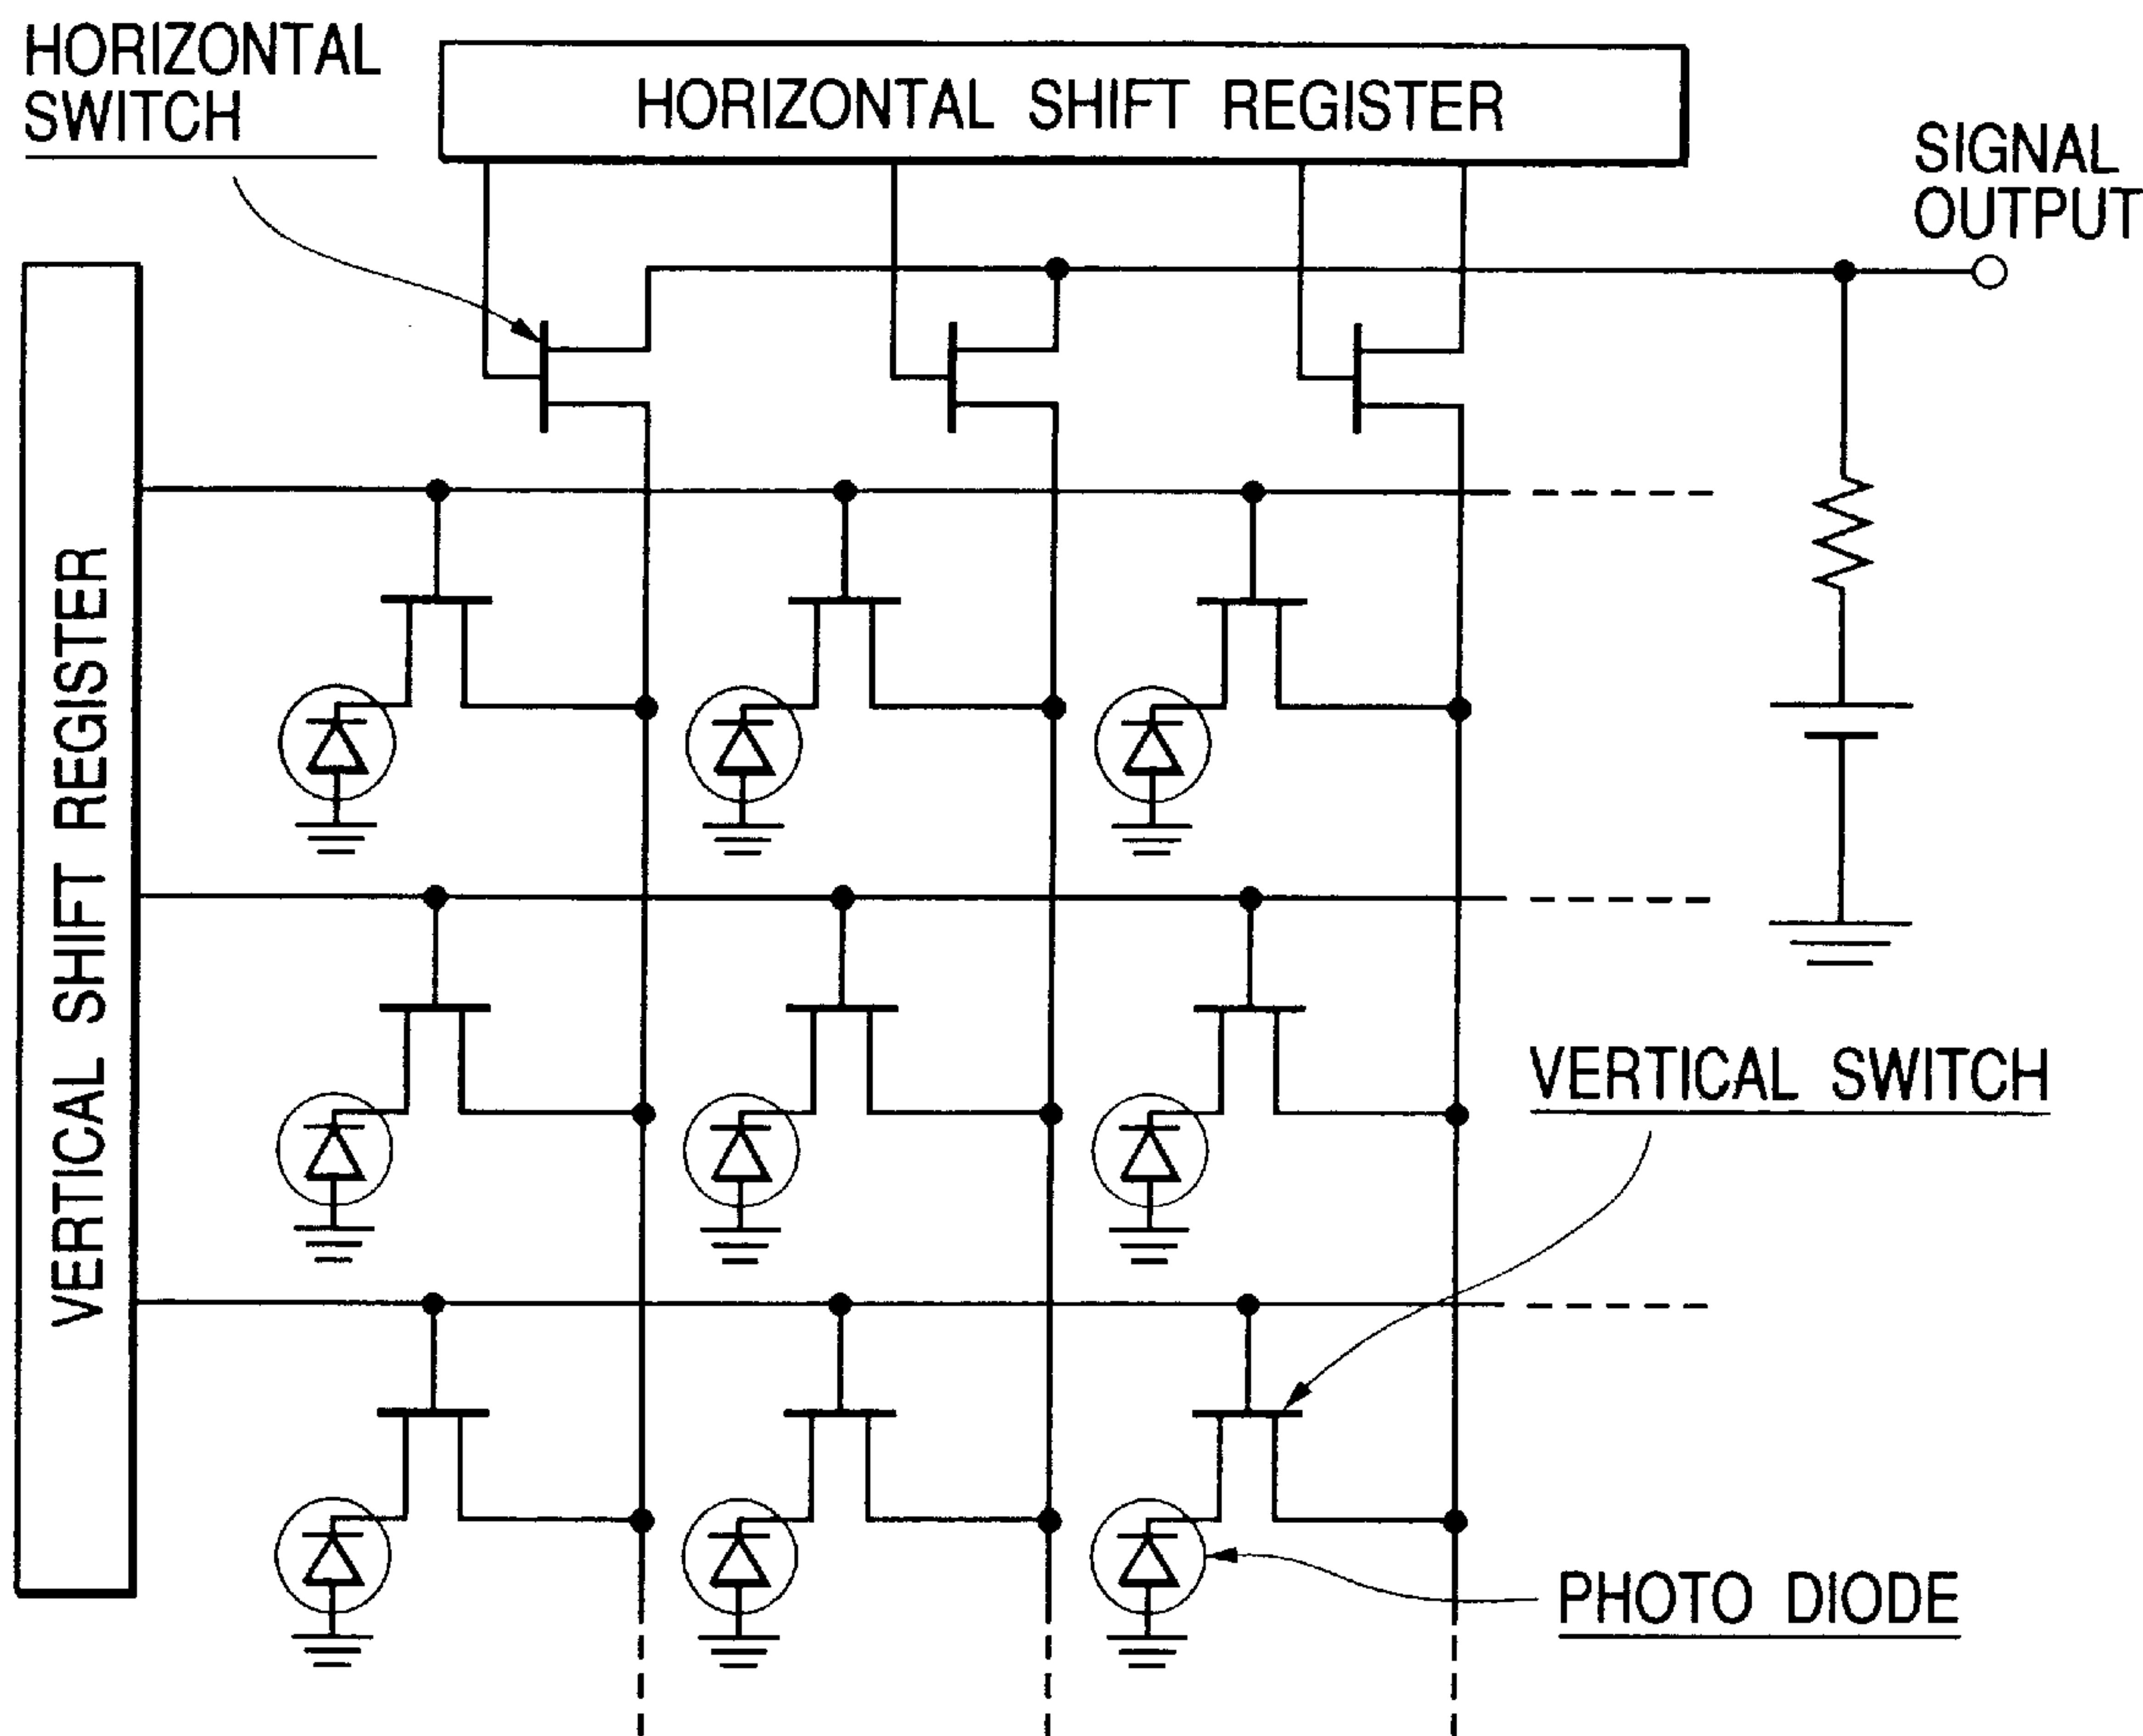 HORIZONTAL
SWITCH
HORIZONTAL SHIFT REGISTER
SIGNAL
OUTPUT
VERTICAL SHIFT REGISTER
VERTICAL SWITCH
PHOTO DIODE